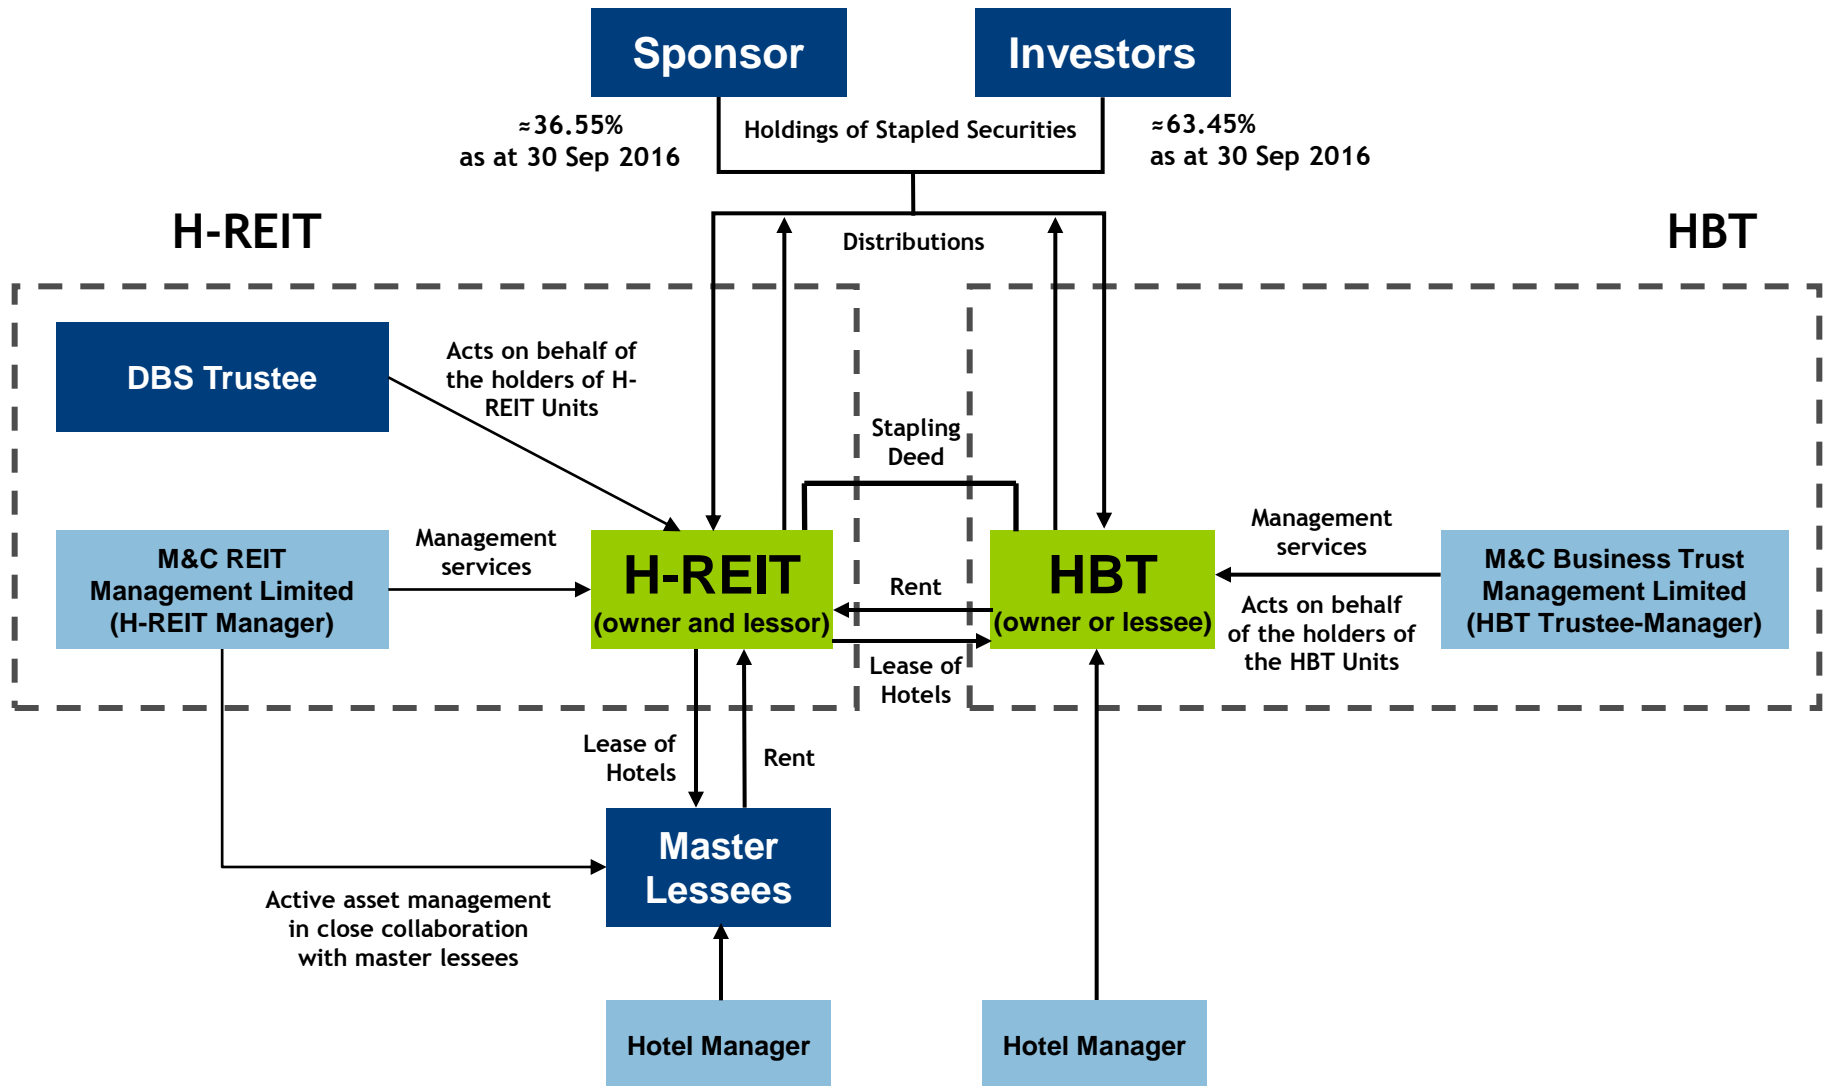 Sponsor
Investors
≈36.55%
as at 30 Sep 2016
Holdings of Stapled Securities
≈63.45%
as at 30 Sep 2016
H-REIT
HBT
Distributions
DBS Trustee
Acts on behalf of
the holders of H-
REIT Units
Stapling
Deed
M&C REIT
Management Limited
(H-REIT Manager)
Management
services
H-REIT
(owner and lessor)
Rent
Lease of
Hotels
HBT
(owner or lessee)
Management
services
Acts on behalf
of the holders of
the HBT Units
M&C Business Trust
Management Limited
(HBT Trustee-Manager)
Lease of
Hotels
Rent
Master
Lessees
Active asset management
in close collaboration
with master lessees
Hotel Manager
Hotel Manager